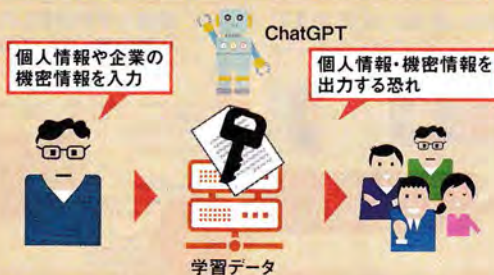 ChatGPT
個人情報や企業の
機密情報を入力
個人情報・機密情報を
出力する恐れ
学習データ